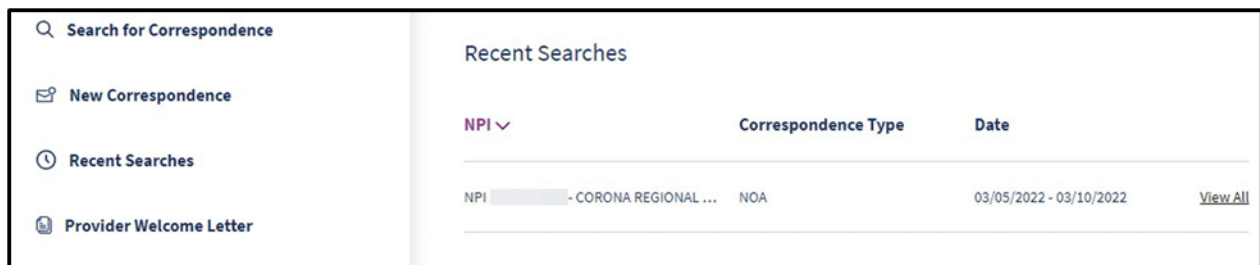 Search for Correspondence
New Correspondence
Recent Searches
Provider Welcome Letter
Recent Searches
NPI Correspondence Type Date
NPI - CORONA REGIONAL ... NOA 03/05/2022 - 03/10/2022 View All